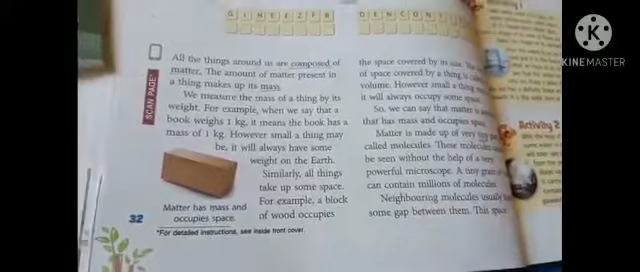 G I N E E Z F R
D E N C O N T I
All the things around us are composed of
matter. The amount of matter present in
a thing makes up its mass.
We measure the mass of a thing by its
weight. For example, when we say that a
book weighs 1 kg, it means the book has a
mass of 1 kg. However small a thing may
be, it will always have some
weight on the Earth.
Similarly, all things
take up some space.
For example, a block
of wood occupies
SCAN PAGE*
Matter has mass and
occupies space.
32
*For detailed instructions, see inside front cover.
the space covered by its size. The
of space covered by a thing is
volume. However small a thing
it will always occupy some space.
So, we can say that matter is
that has mass and occupies space.
Matter is made up of very tiny
called molecules. These molecules
be seen without the help of a very
powerful microscope. A tiny grain of
can contain millions of molecules.
Neighbouring molecules usually
some gap between them. This space
Activity 2
K
KINEMASTER